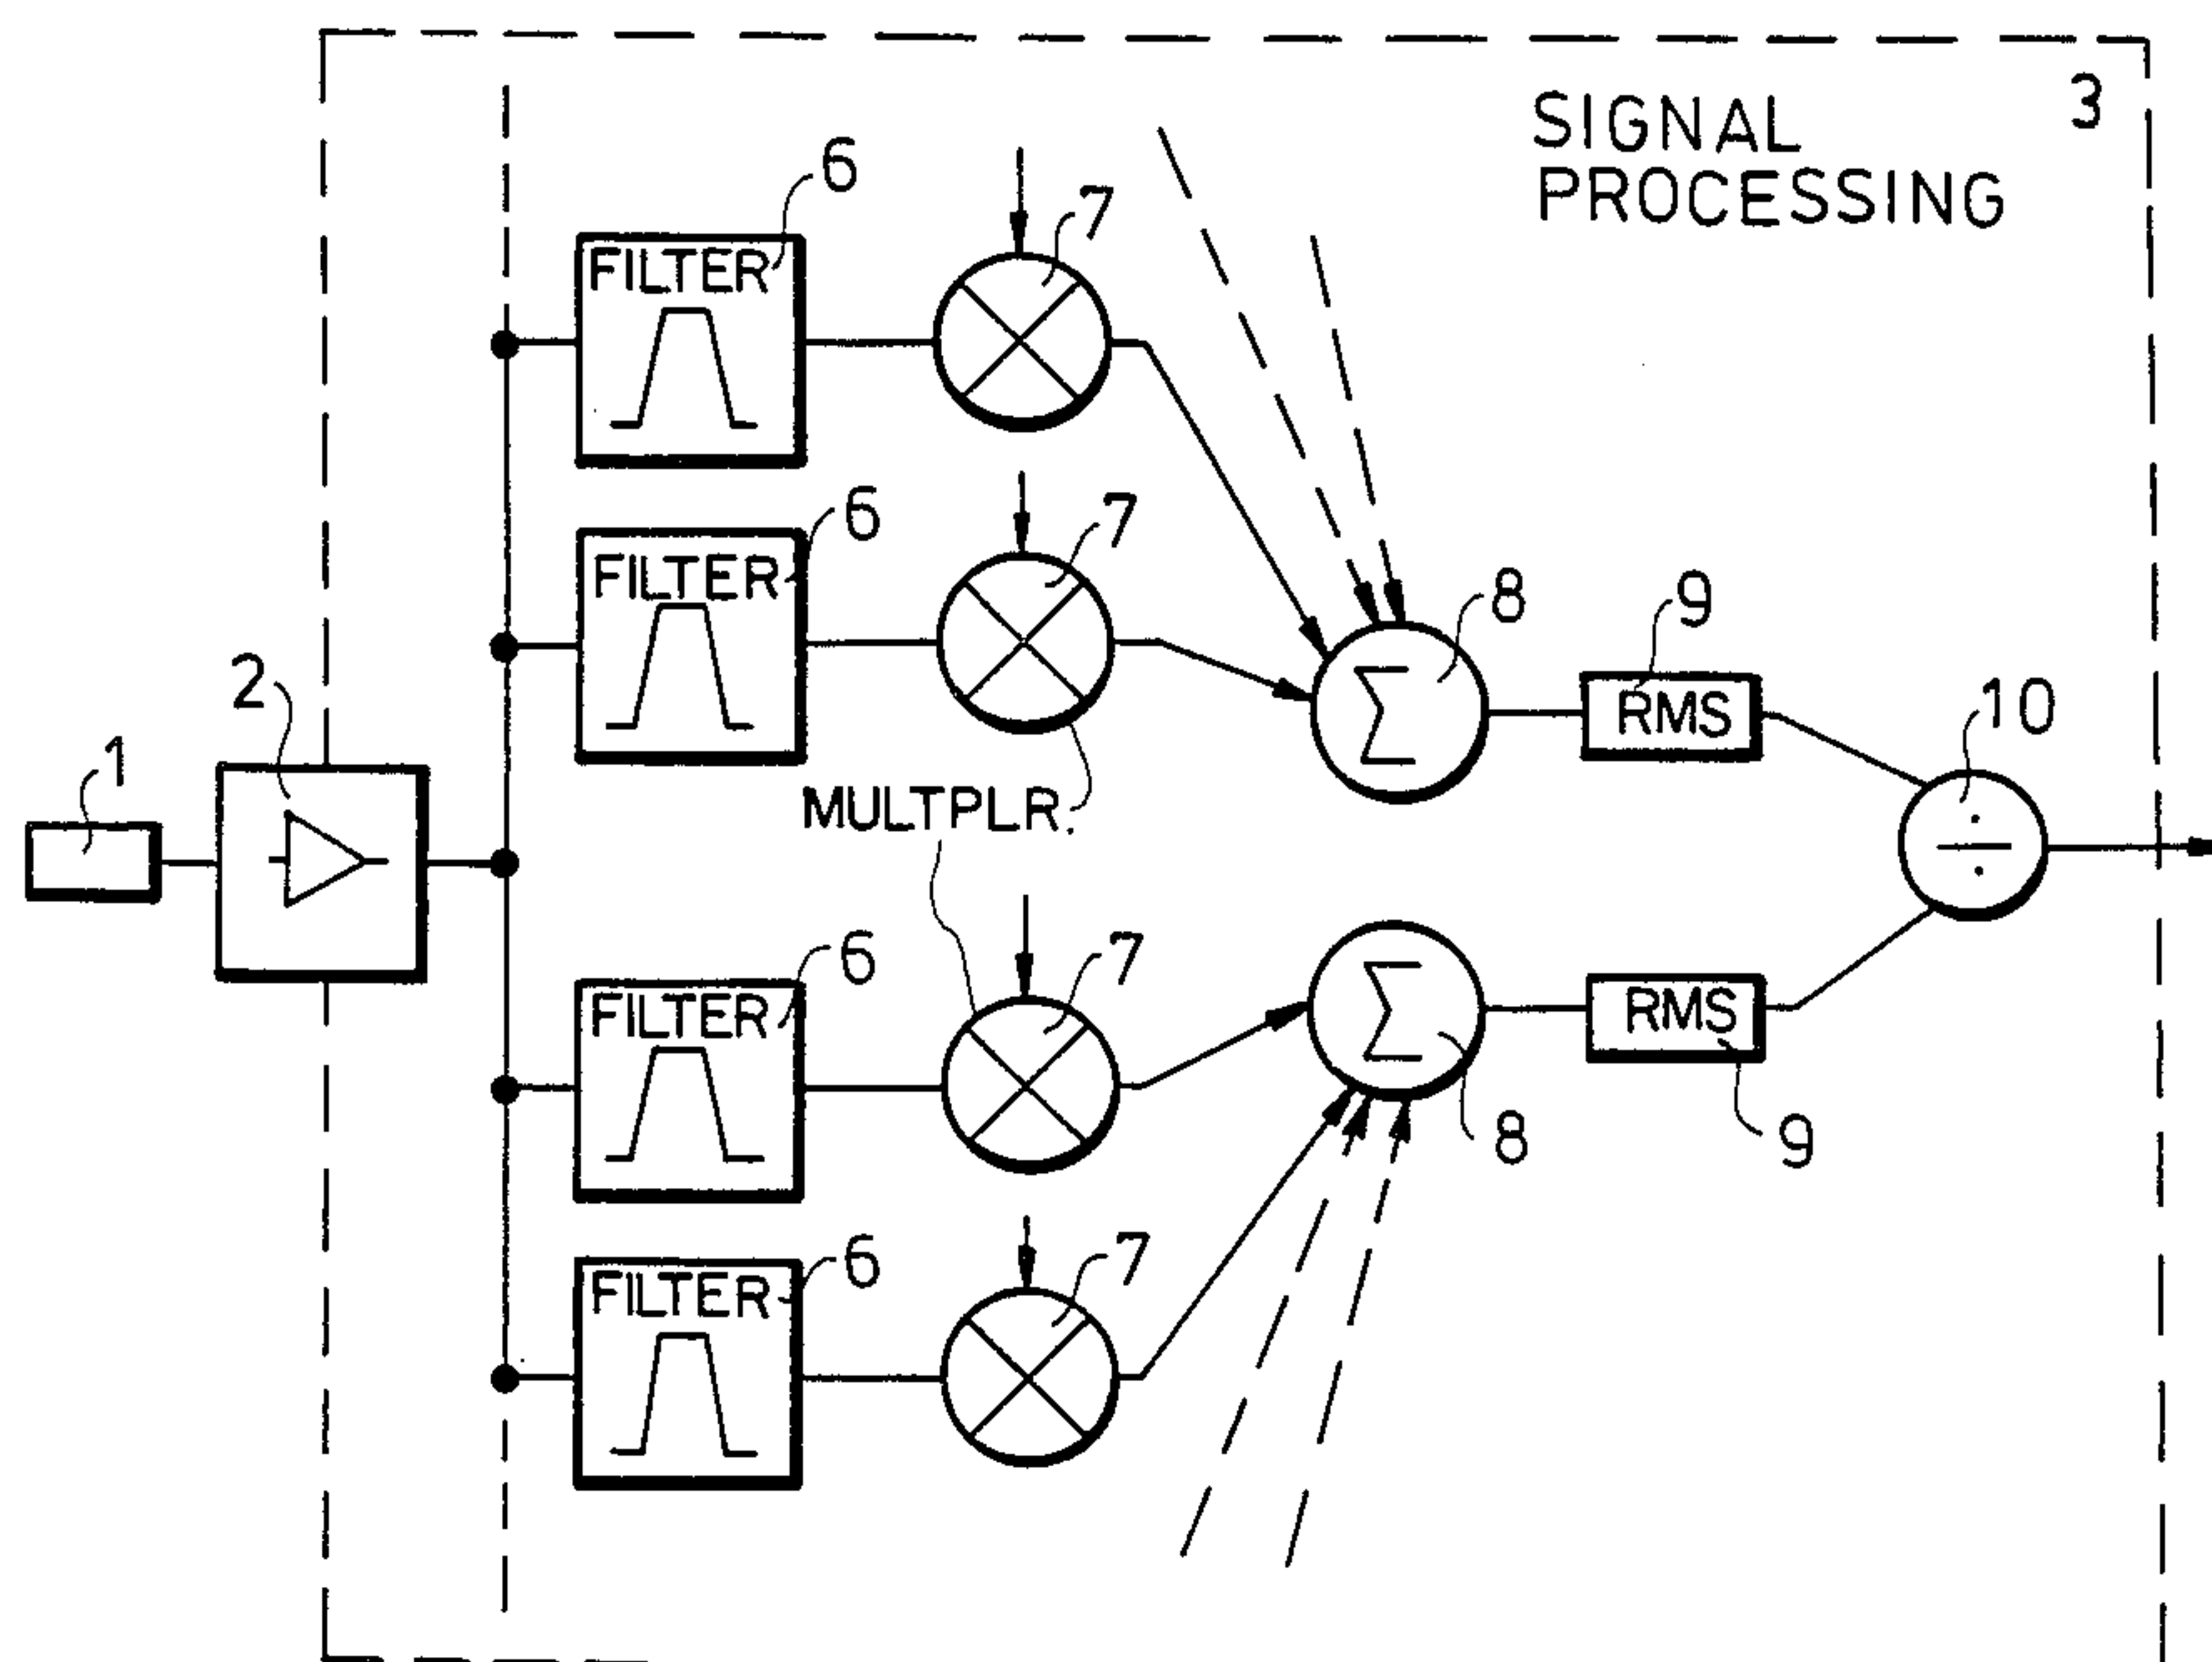 3
SIGNAL
PROCESSING
6
7
FILTER
6
7
FILTER
8
9
RMS
10
2
1
MULTPLR.
6
7
FILTER
RMS
8
9
6
7
FILTER